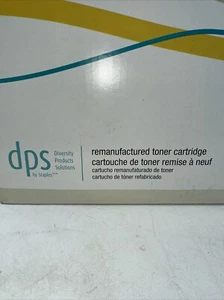 dps
Diversity
Products
Solutions
by Staples™
remanufactured toner cartridge
cartouche de toner remise à neuf
cartucho remanufaturado de toner
cartucho de tóner refabricado